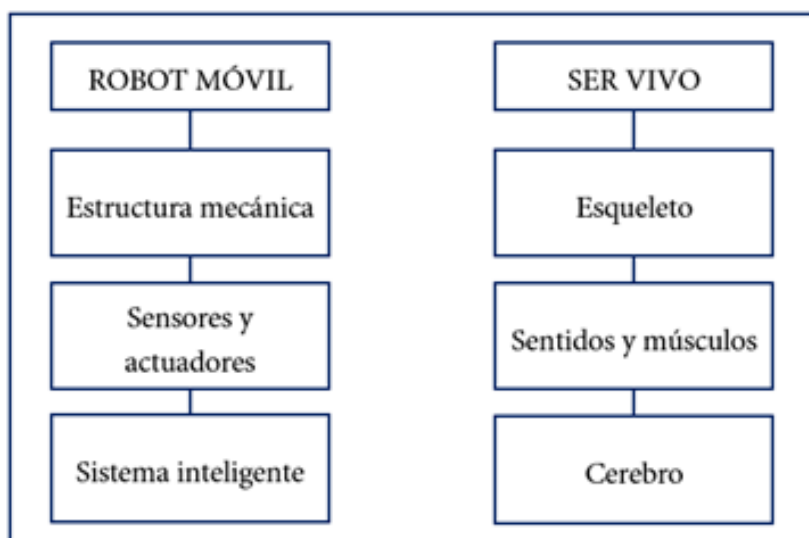 ROBOT MÓVIL
Estructura mecánica
Sensores y
actuadores
Sistema inteligente
SER VIVO
Esqueleto
Sentidos y músculos
Cerebro